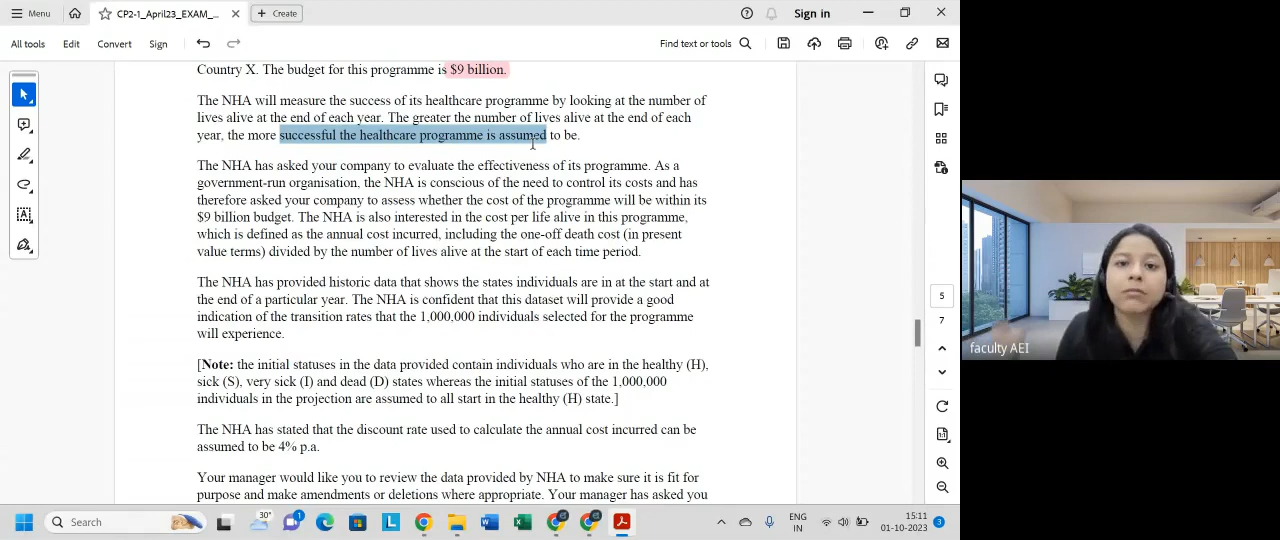 Menu
CP2-1_April23_EXAM_...
Create
Sign in
All tools
Edit
Convert
Sign
Find text or tools
Country X. The budget for this programme is $9 billion.
The NHA will measure the success of its healthcare programme by looking at the number of
lives alive at the end of each year. The greater the number of lives alive at the end of each
year, the more successful the healthcare programme is assumed to be.
The NHA has asked your company to evaluate the effectiveness of its programme. As a
government-run organisation, the NHA is conscious of the need to control its costs and has
therefore asked your company to assess whether the cost of the programme will be within its
$9 billion budget. The NHA is also interested in the cost per life alive in this programme,
which is defined as the annual cost incurred, including the one-off death cost (in present
value terms) divided by the number of lives alive at the start of each time period.
The NHA has provided historic data that shows the states individuals are in at the start and at
the end of a particular year. The NHA is confident that this dataset will provide a good
indication of the transition rates that the 1,000,000 individuals selected for the programme
will experience.
[Note: the initial statuses in the data provided contain individuals who are in the healthy (H),
sick (S), very sick (I) and dead (D) states whereas the initial statuses of the 1,000,000
individuals in the projection are assumed to all start in the healthy (H) state.]
The NHA has stated that the discount rate used to calculate the annual cost incurred can be
assumed to be 4% p.a.
Your manager would like you to review the data provided by NHA to make sure it is fit for
purpose and make amendments or deletions where appropriate. Your manager has asked you
5
7
faculty AEI
Search
30°
1
ENG
IN
15:11
01-10-2023
3